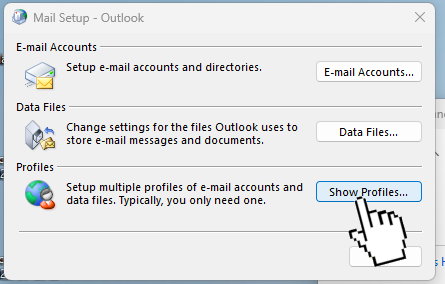 Mail Setup - Outlook
E-mail Accounts
Setup e-mail accounts and directories.
E-mail Accounts...
Data Files
Change settings for the files Outlook uses to
store e-mail messages and documents.
Data Files...
Profiles
Setup multiple profiles of e-mail accounts and
data files. Typically, you only need one.
Show Profiles...